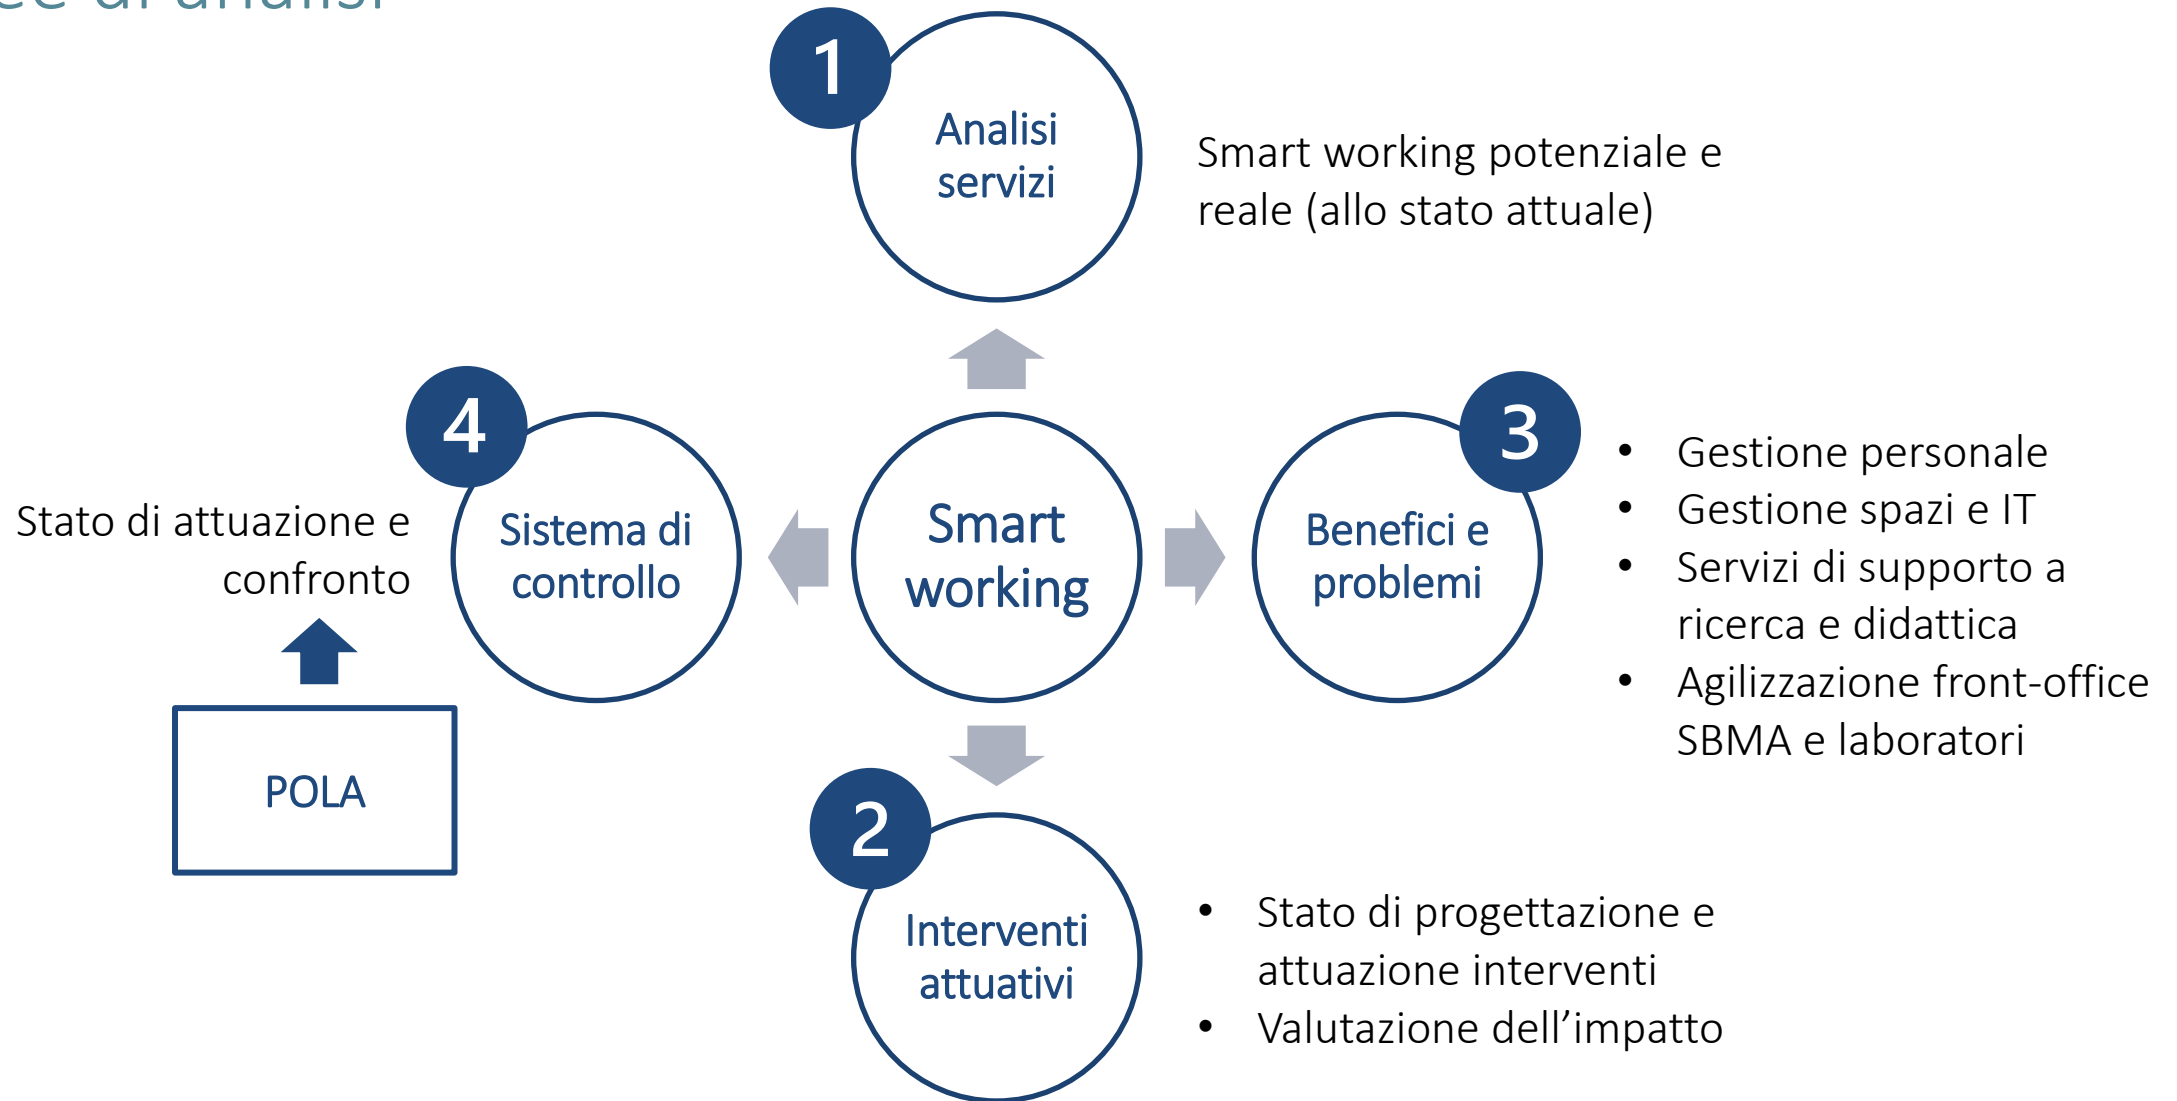 di analisi
1
Analisi
servizi
Smart working potenziale e
reale (allo stato attuale)
4
Sistema di
controllo
Stato di attuazione e
confronto
POLA
Smart
working
3
Benefici e
problemi
• Gestione personale
• Gestione spazi e IT
• Servizi di supporto a
ricerca e didattica
• Agilizzazione front-office
SBMA e laboratori
2
Interventi
attuativi
• Stato di progettazione e
attuazione interventi
• Valutazione dell’impatto